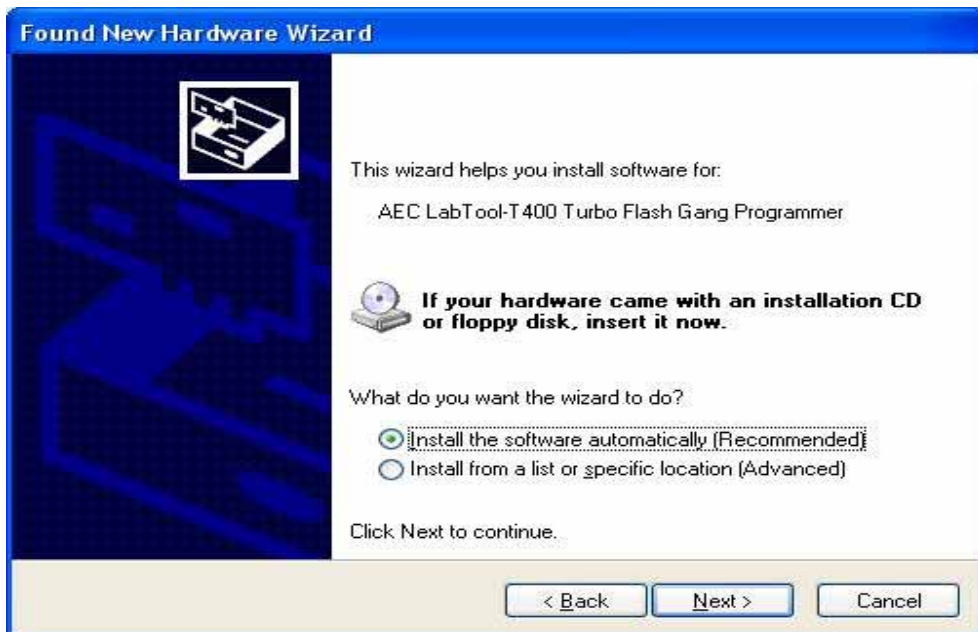 Found New Hardware Wizard
This wizard helps you install software for:
AEC LabTool-T400 Turbo Flash Gang Programmer
If your hardware came with an installation CD
or floppy disk, insert it now.
What do you want the wizard to do?
Install the software automatically (Recommended)
Install from a list or specific location (Advanced)
Click Next to continue.
< Back
Next >
Cancel